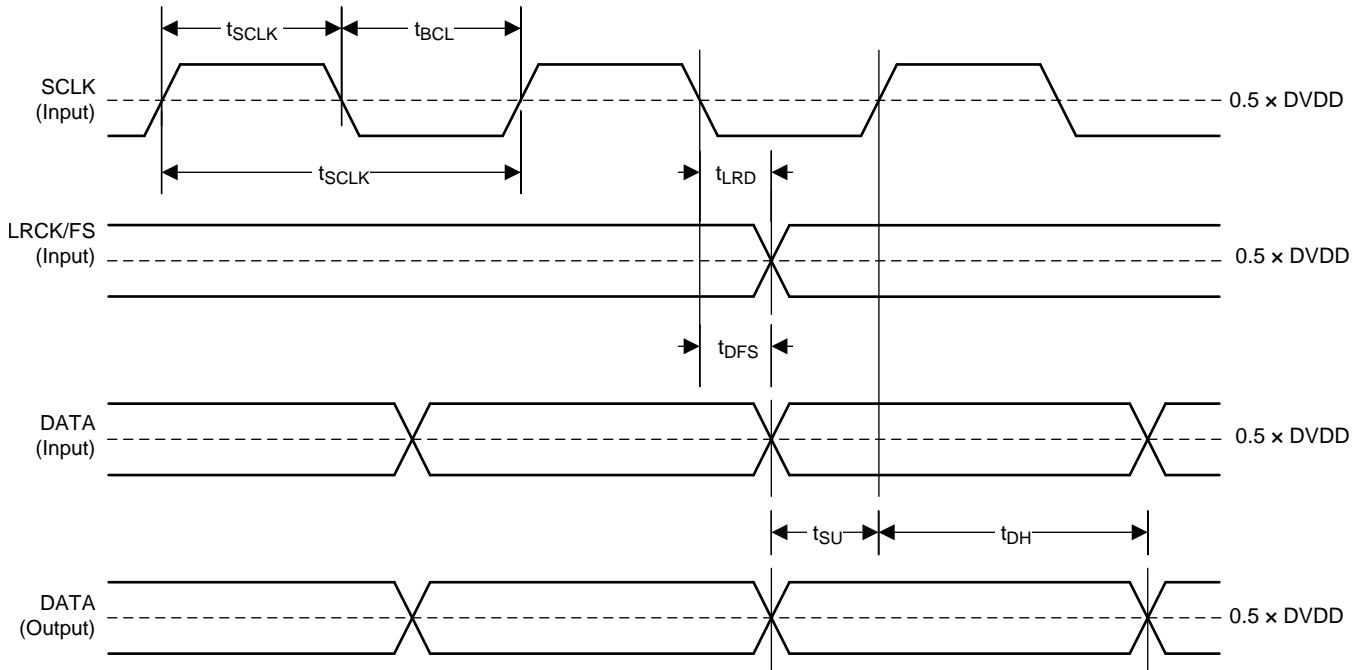 tSCLK
tBCL
SCLK
(Input)
0.5 × DVDD
tSCLK
tLRD
LRCK/FS
(Input)
0.5 × DVDD
tDFS
DATA
(Input)
0.5 × DVDD
tSU
tDH
DATA
(Output)
0.5 × DVDD